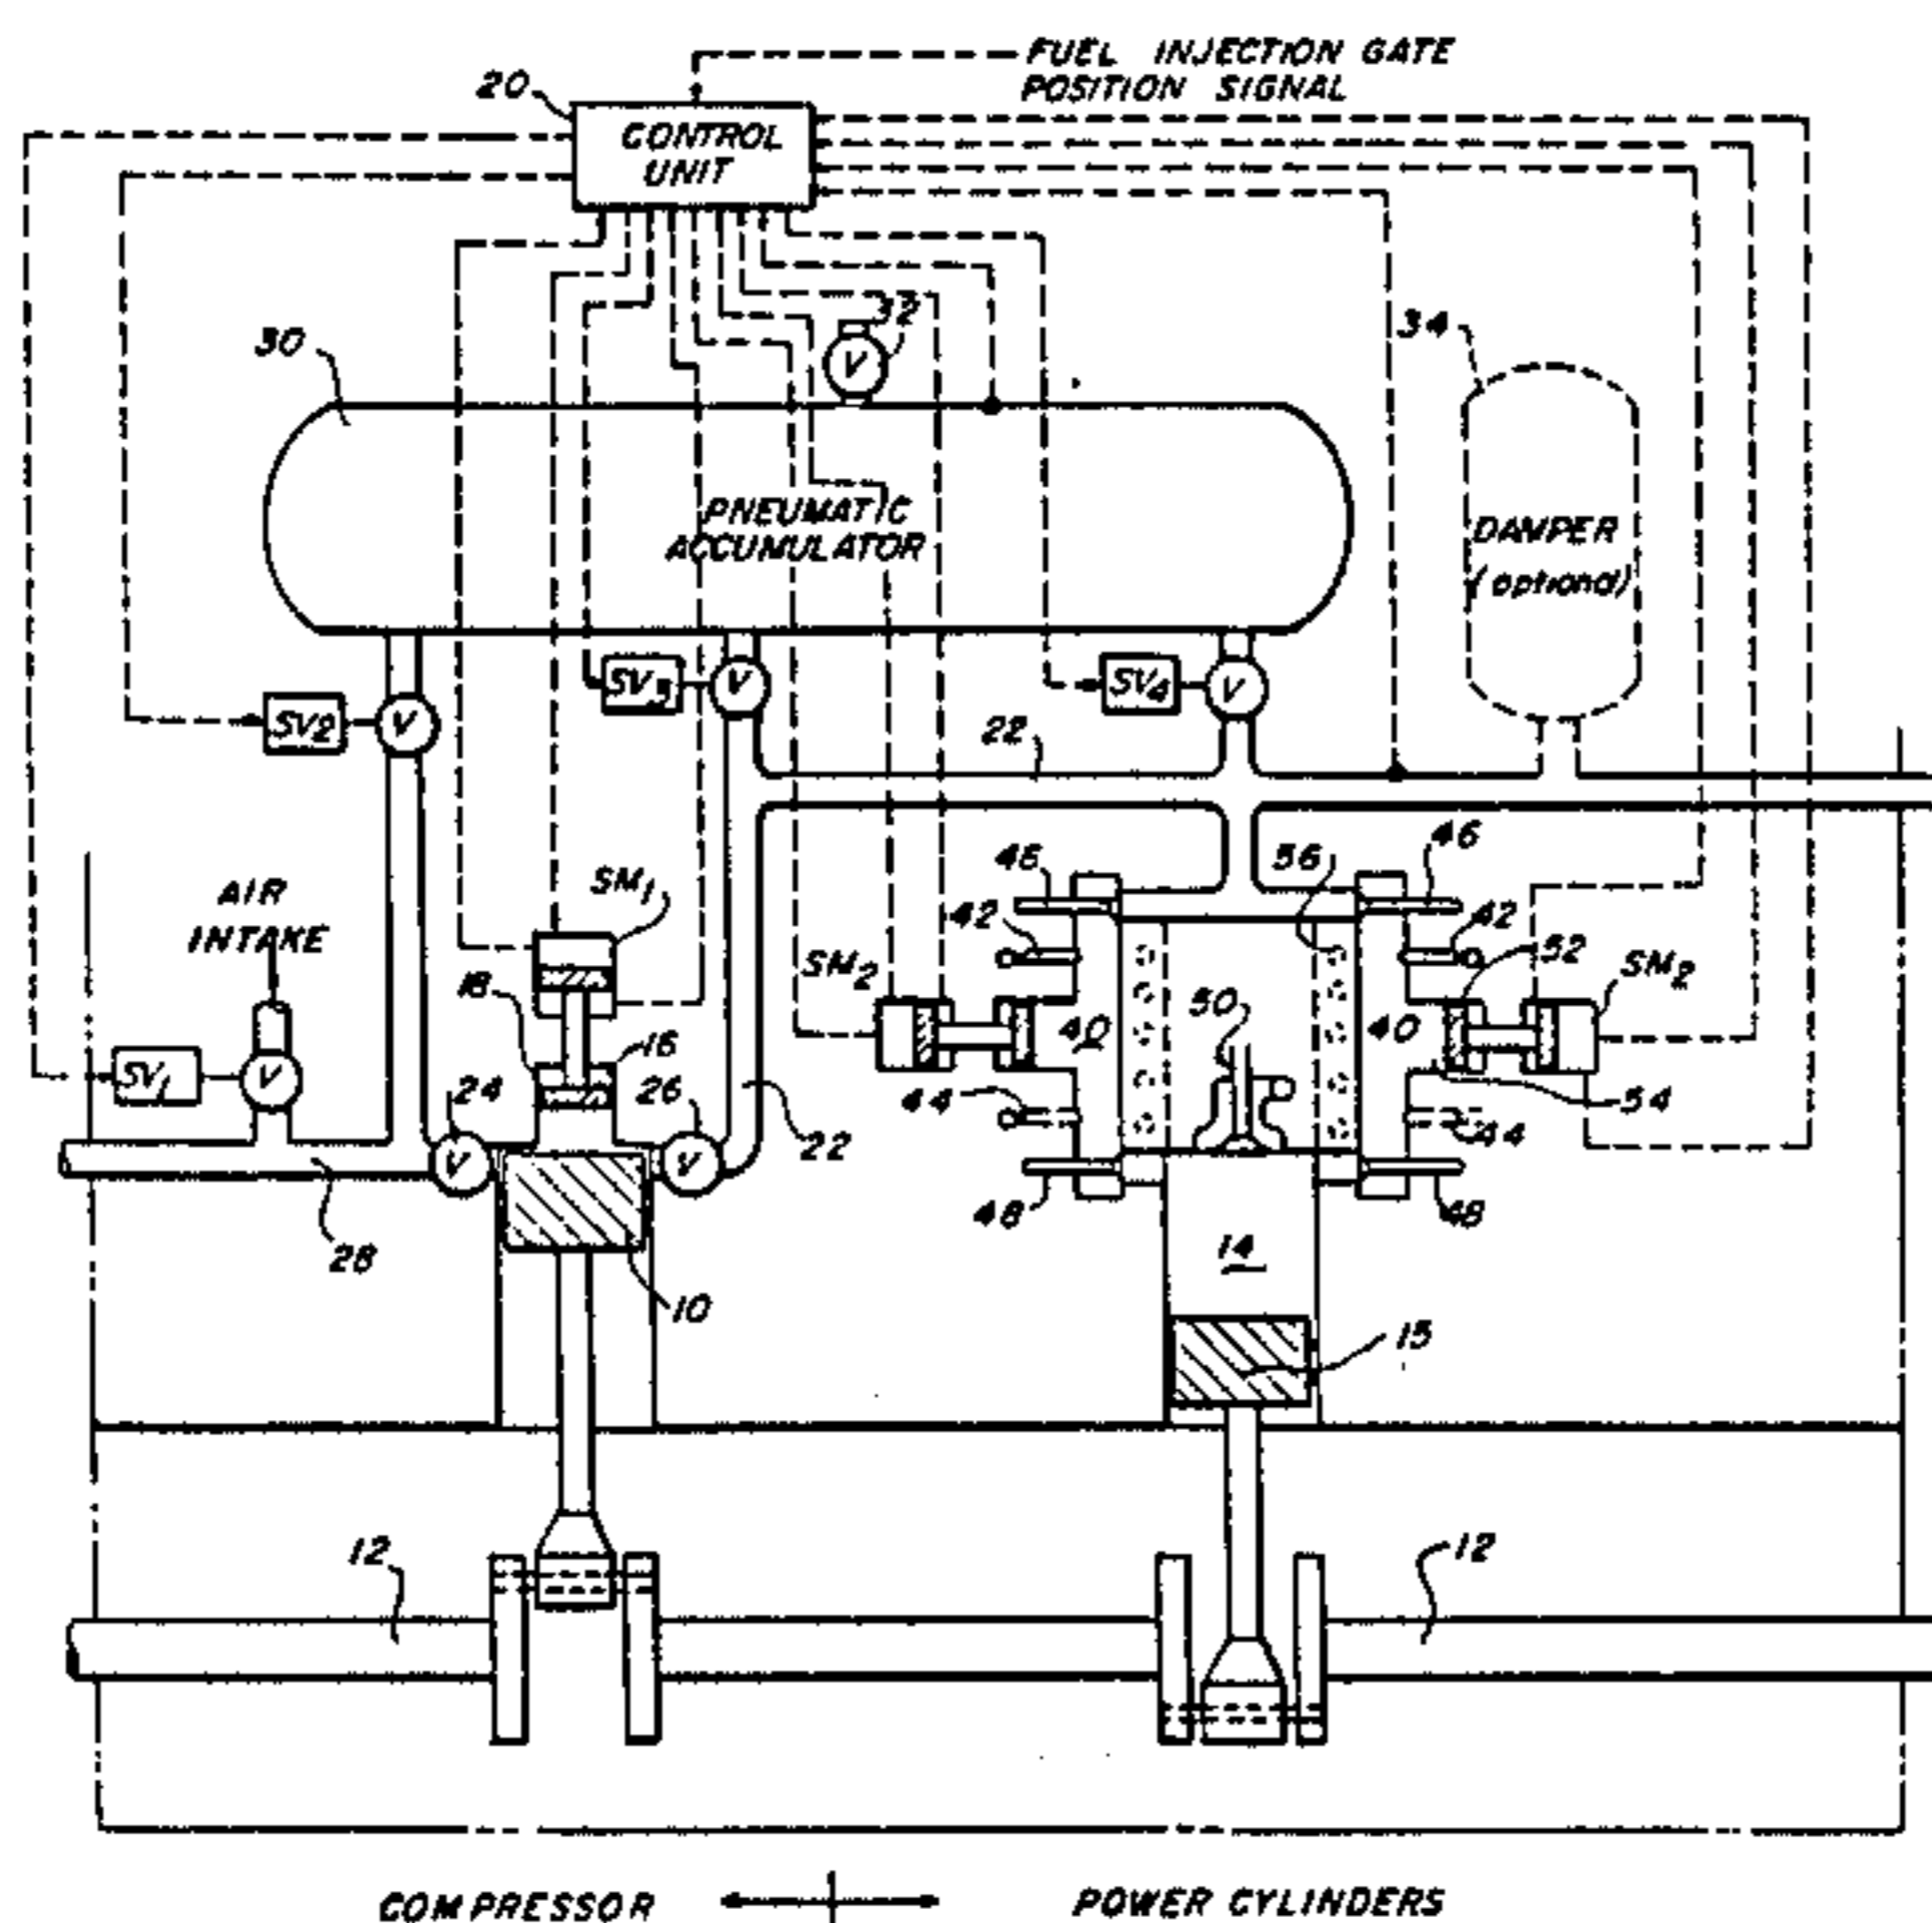 FUEL INJECTION GATE
POSITION SIGNAL
20
CONTROL
UNIT
32
30
34
PNEUMATIC
ACCUMULATOR
DAMPER
(optional)
SV2
SV3
V
SV4
V
V
V
22
46
56
46
AIR
INTAKE
SM1
42
42
52
SM2
SM2
18
16
50
40
40
SV1
V
24
26
44
54
44
22
V
V
48
48
28
14
10
15
12
12
COMPRESSOR
POWER CYLINDERS